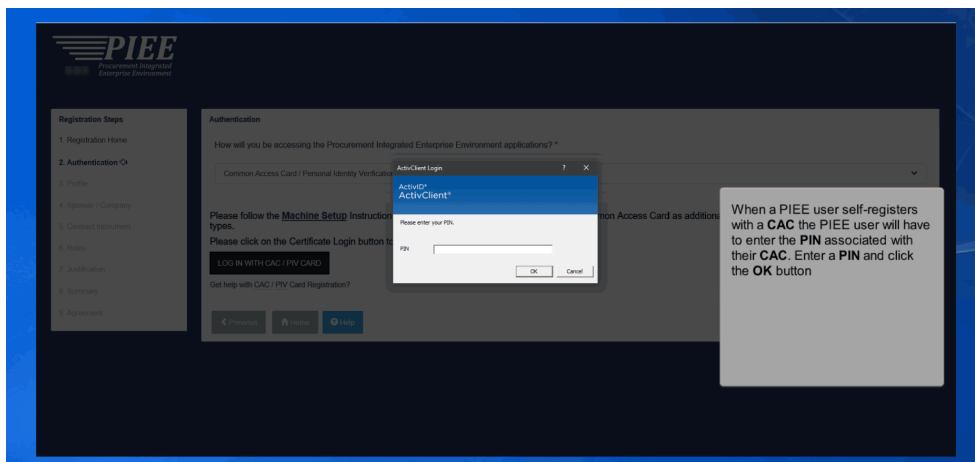 PIEE
Procurement Integrated
Enterprise Environment
Registration Steps
1. Registration Home
2. Authentication
3. Profile
4. Sponsor / Company
5. Contract Instrument
6. Roles
7. Justification
8. Summary
9. Agreement
Authentication
How will you be accessing the Procurement Integrated Enterprise Environment applications? *
Common Access Card / Personal Identity Verificatio
Please follow the Machine Setup Instruction
mon Access Card as additiona
types.
Please click on the Certificate Login button to
LOG IN WITH CAC / PIV CARD
Get help with CAC / PIV Card Registration?
Previous
Home
Help
ActivClient Login
? X
ActivID®
ActivClient®
Please enter your PIN.
PIN
OK Cancel
When a PIEE user self-registers
with a CAC the PIEE user will have
to enter the PIN associated with
their CAC. Enter a PIN and click
the OK button